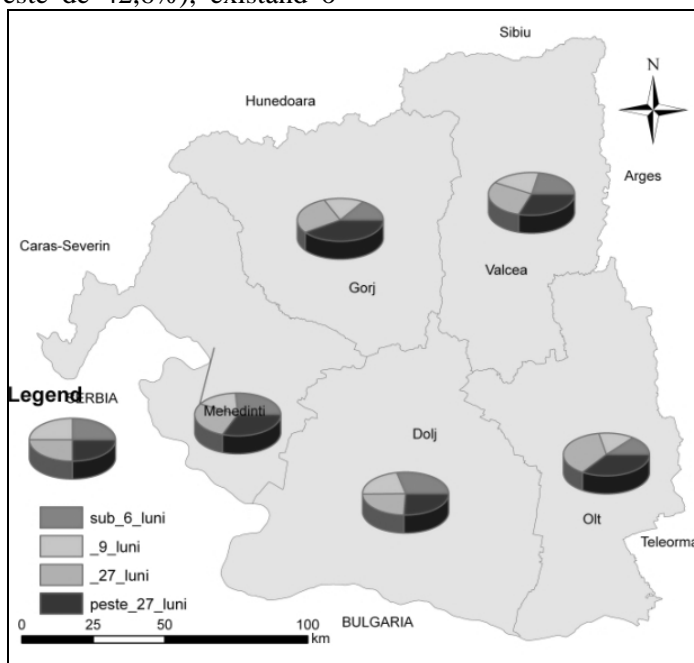 este de 42,8%), existând o
Sibiu
N
Hunedoara
Arges
Caras-Severin
Valcea
Gorj
Legend
SERBIA
Mehedinti
Dolj
Olt
sub_6_luni
_9_luni
_27_luni
Teleorma
peste_27_luni
BULGARIA
0 25 50 100
km